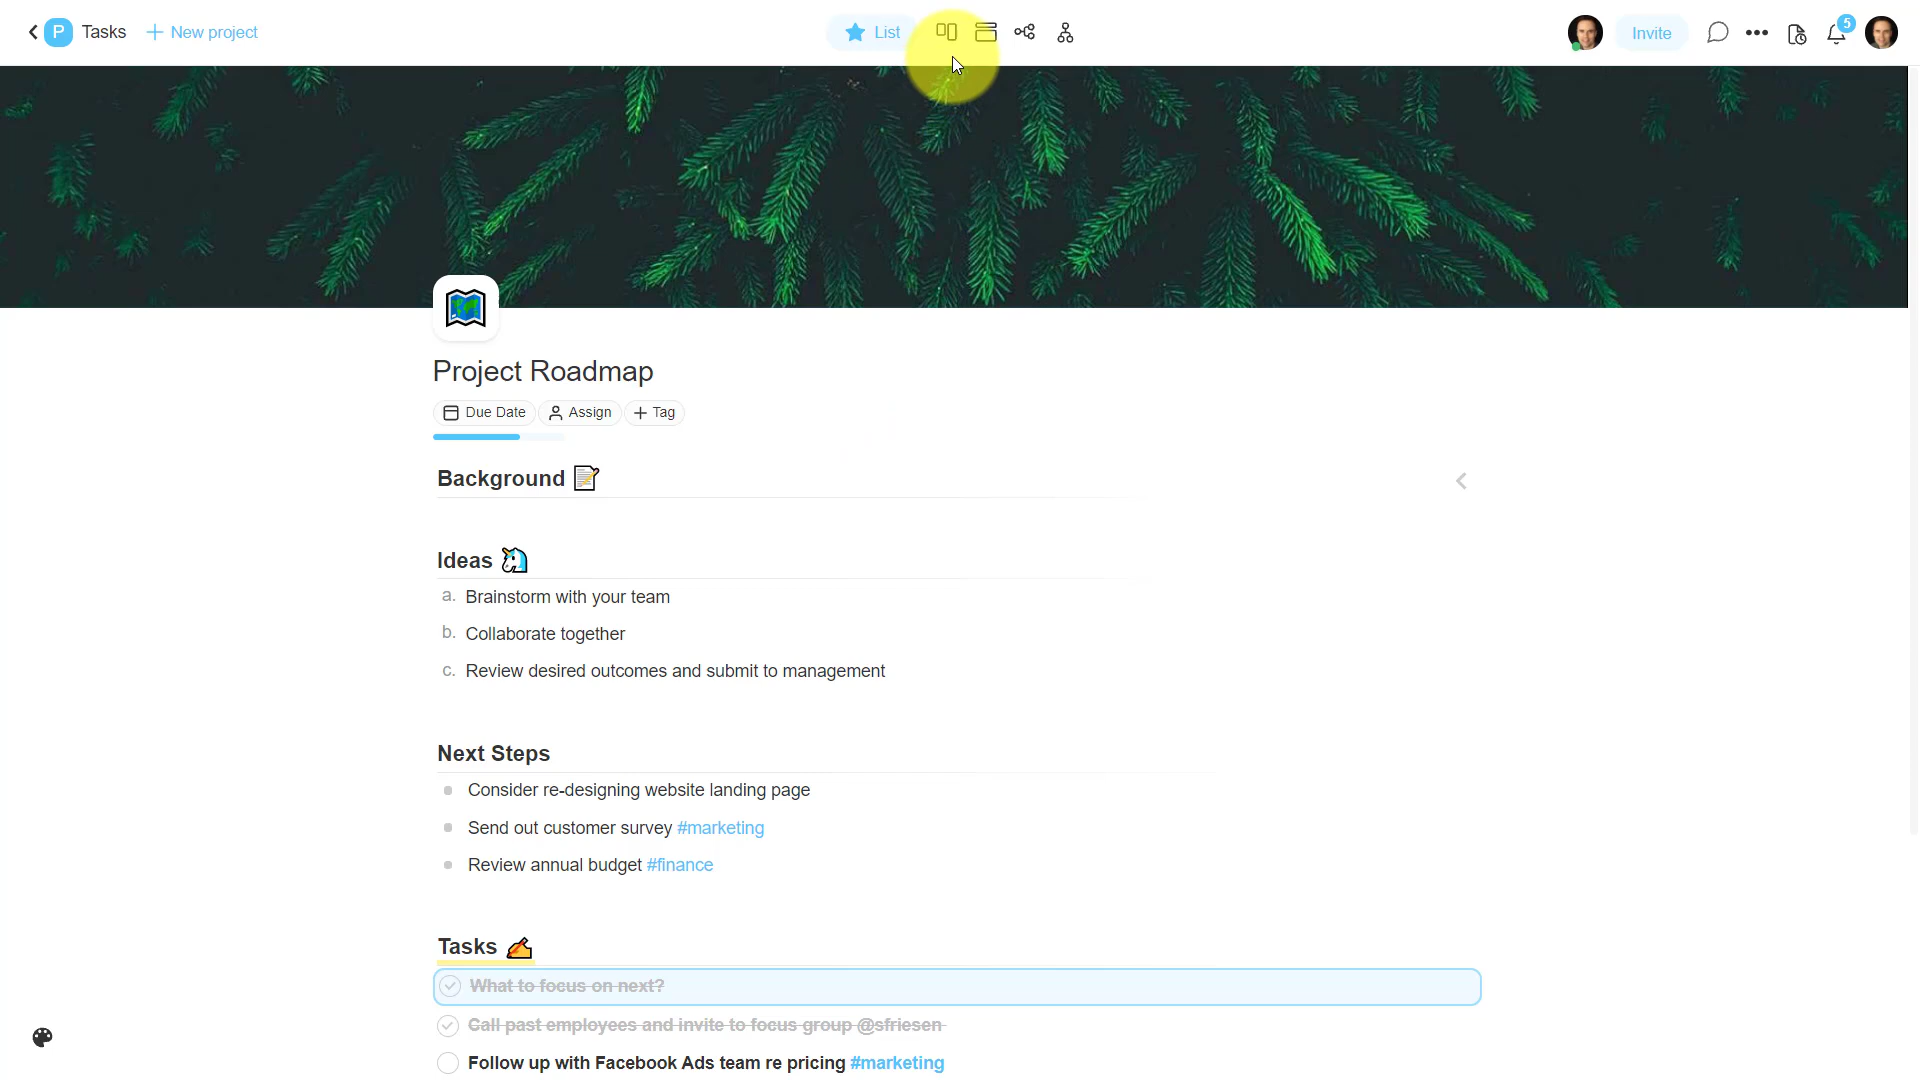 P Tasks + New project List Invite 5
Project Roadmap
Due Date Assign + Tag
Background
Ideas
a. Brainstorm with your team
b. Collaborate together
c. Review desired outcomes and submit to management
Next Steps
Consider re-designing website landing page
Send out customer survey #marketing
Review annual budget #finance
Tasks
What to focus on next?
Call past employees and invite to focus group @sfriesen
Follow up with Facebook Ads team re pricing #marketing